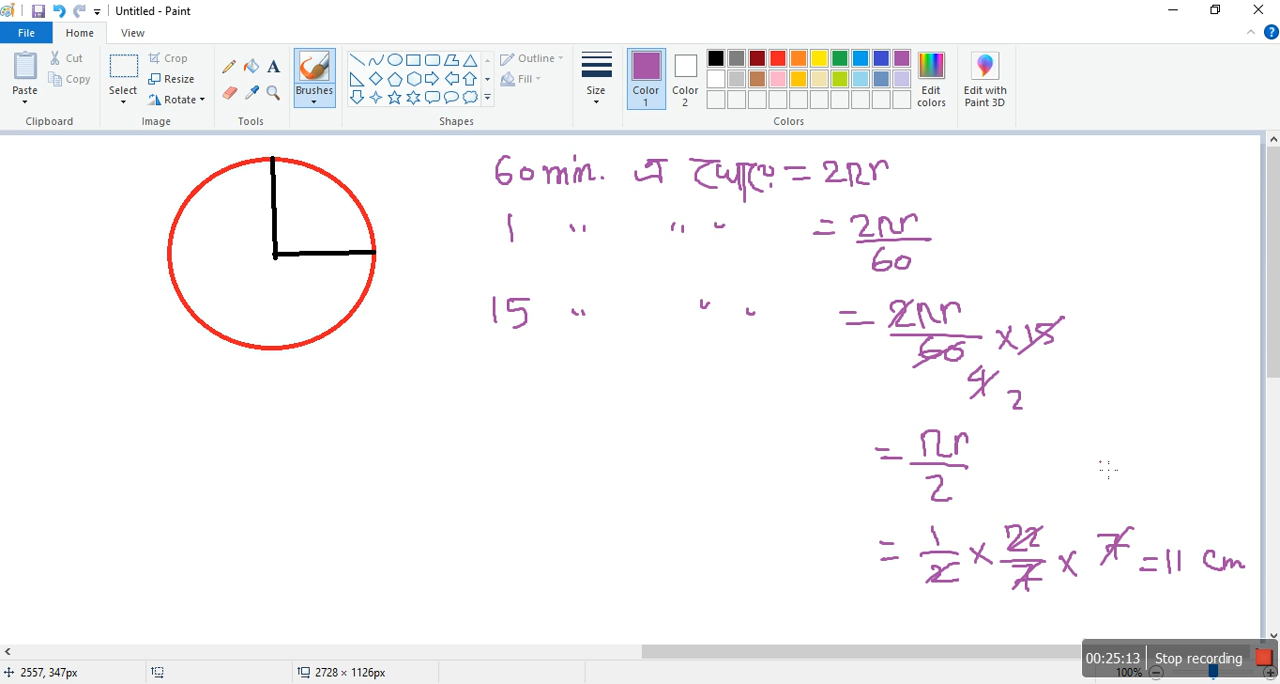 Untitled - Paint
File Home View
Cut
Copy
Paste
Clipboard
Crop
Resize
Rotate
Select
Image
Tools
Brushes
Shapes
Outline
Fill
Size
Color 1
Color 2
Colors
Edit colors
Edit with Paint 3D
60 min. = 2πr
1 " " " = 2πr/60
15 " " " = 2πr/60 × 15
4 2
= πr/2
= 1/2 × 22/7 × 7 = 11 cm
00:25:13 Stop recording
2557, 347px 2728 × 1126px 100%